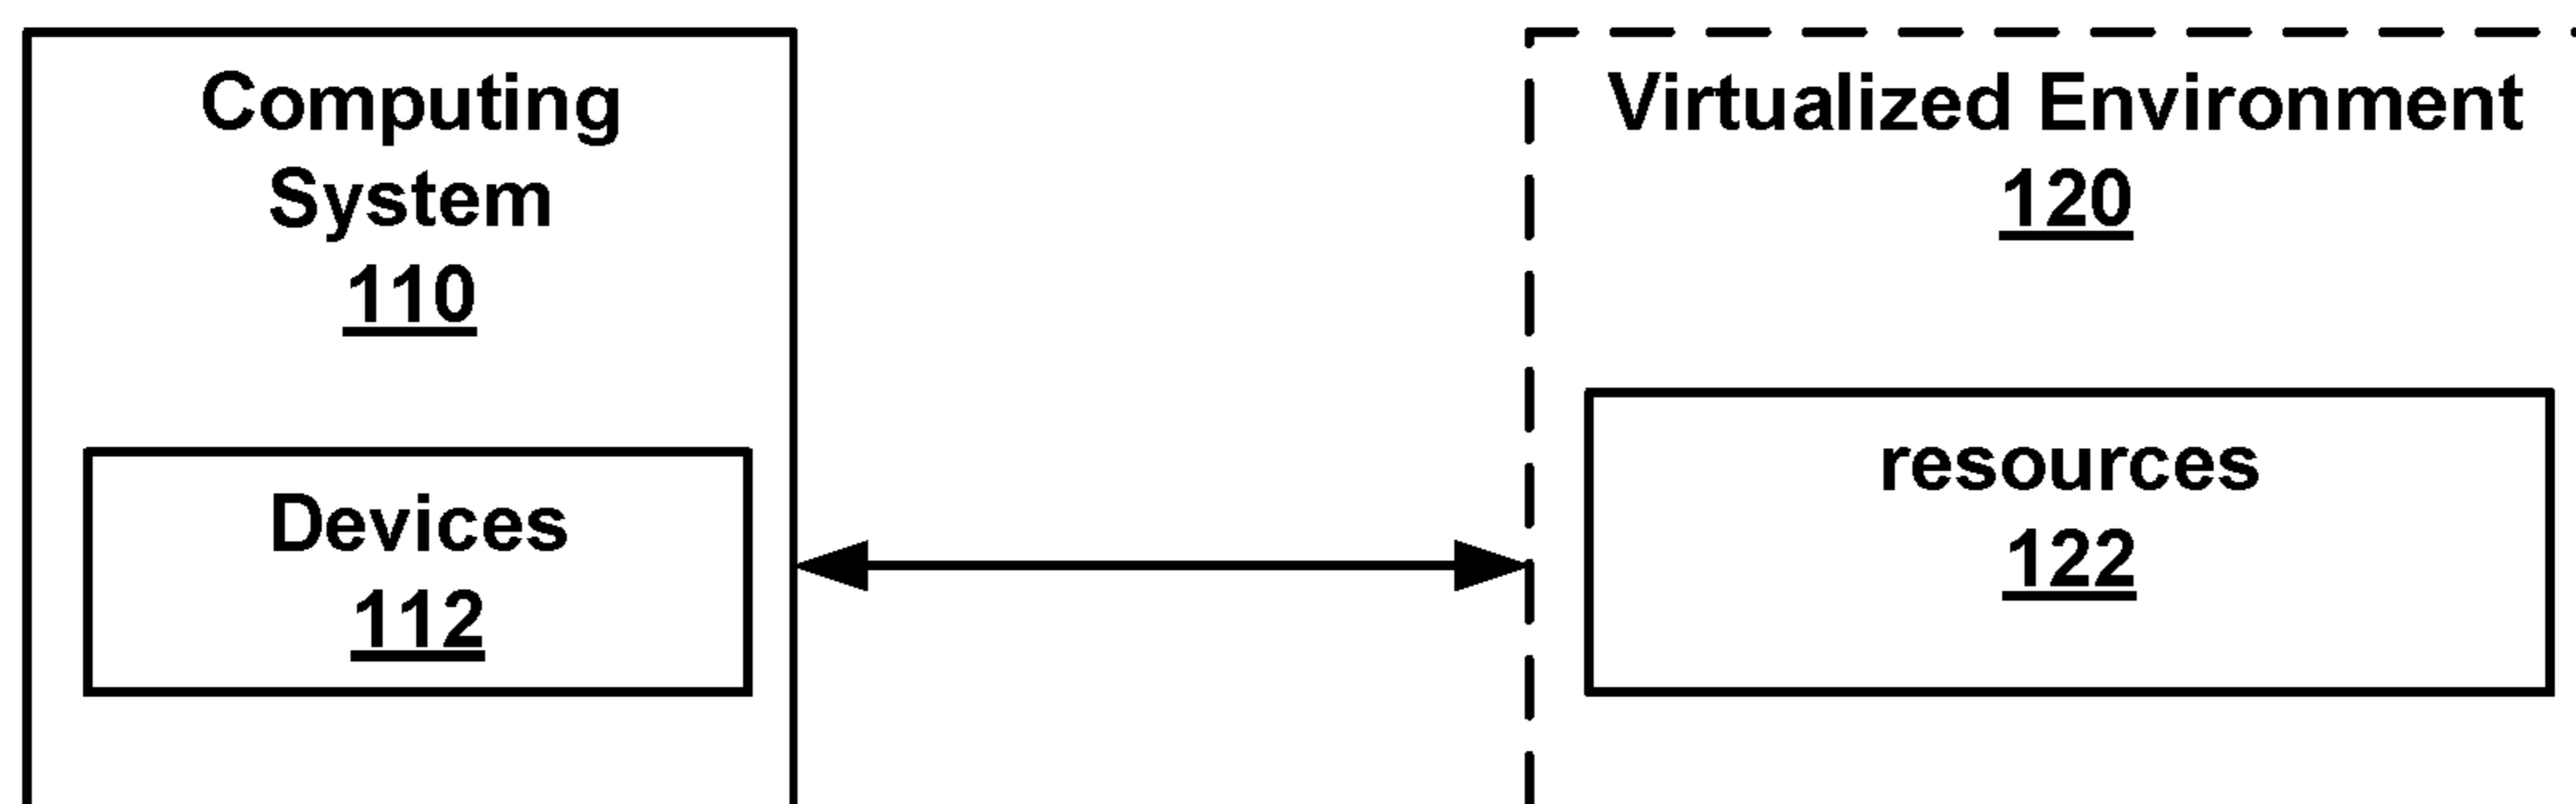 Computing
System
110
Devices
112
Virtualized Environment
120
resources
122